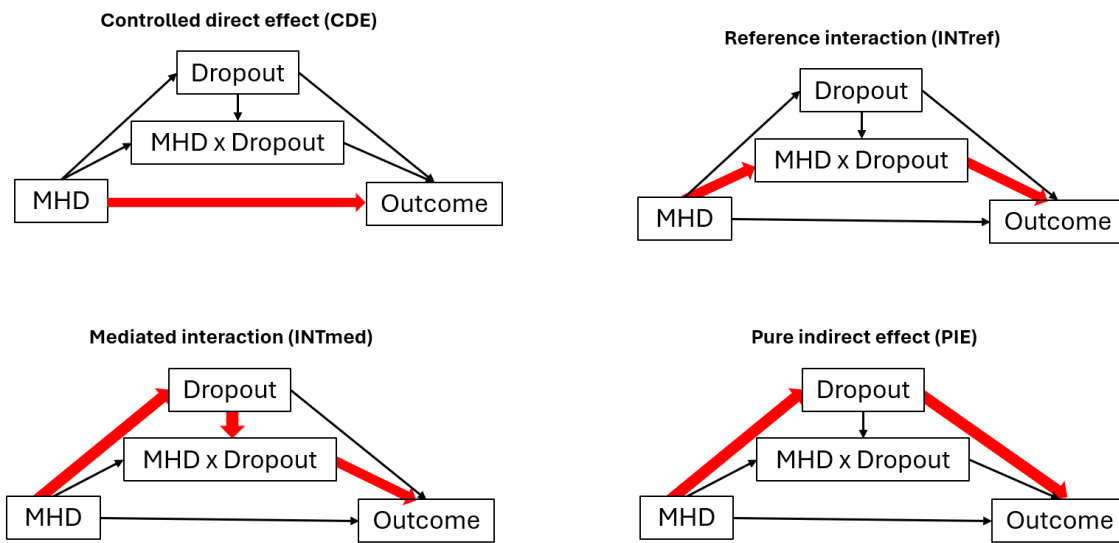 Controlled direct effect (CDE)
Dropout
MHD x Dropout
MHD
Outcome
Reference interaction (INTref)
Dropout
MHD x Dropout
MHD
Outcome
Mediated interaction (INTmed)
Dropout
MHD x Dropout
MHD
Outcome
Pure indirect effect (PIE)
Dropout
MHD x Dropout
MHD
Outcome